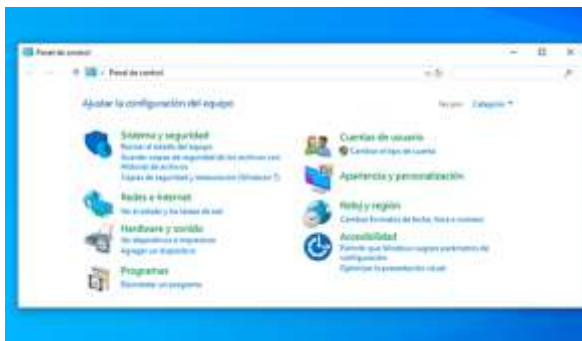 Panel de control
Panel de control
Ajustar la configuración del equipo
Ver por: Categoría
Sistema y seguridad
Revisar el estado del equipo
Guardar copias de seguridad de los archivos con
Historial de archivos
Copias de seguridad y restauración (Windows 7)
Redes e Internet
Ver el estado y las tareas de red
Hardware y sonido
Ver dispositivos e impresoras
Agregar un dispositivo
Programas
Desinstalar un programa
Cuentas de usuario
Cambiar el tipo de cuenta
Apariencia y personalización
Reloj y región
Cambiar formatos de fecha, hora o número
Accesibilidad
Permitir que Windows sugiera parámetros de
configuración
Optimizar la presentación visual